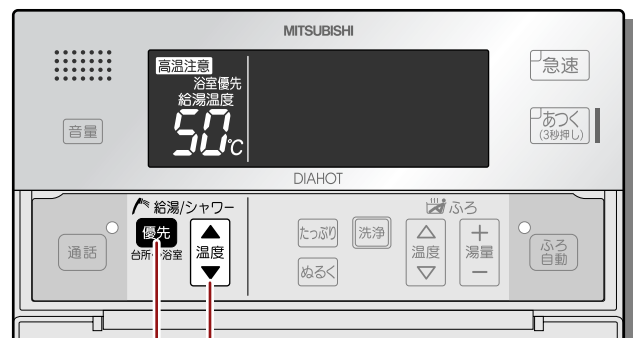 MITSUBISHI
高温注意
浴室優先
給湯温度
50℃
急速
音量
あつく
(3秒押し)
DIAHOT
給湯/シャワー
ふろ
通話
優先
台所・浴室
温度
たっぷり
洗浄
ぬるく
温度
＋
湯量
－
ふろ
自動